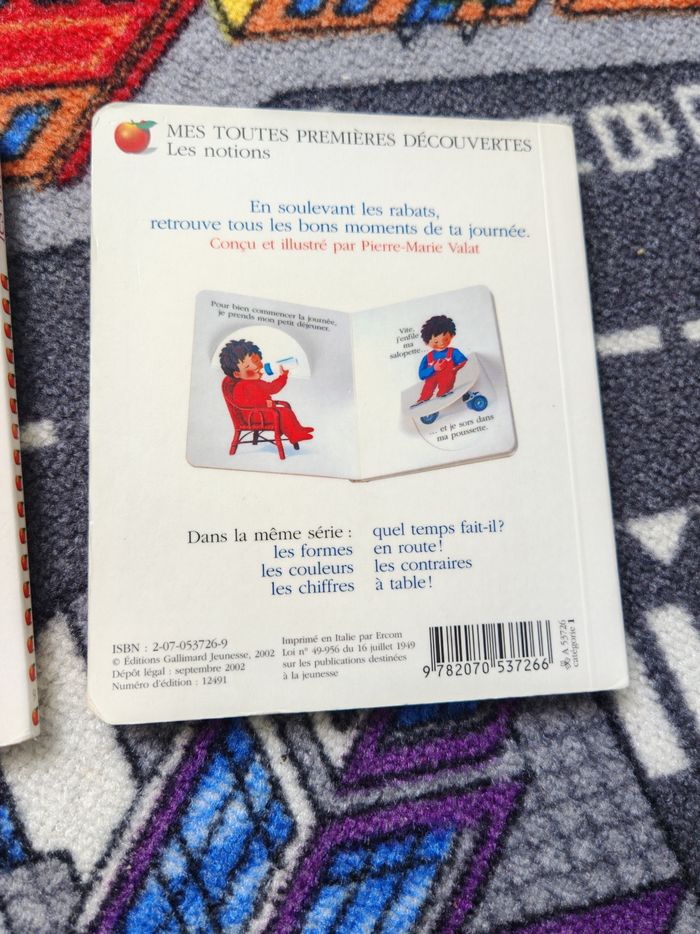 MES TOUTES PREMIÈRES DÉCOUVERTES
Les notions
En soulevant les rabats,
retrouve tous les bons moments de ta journée.
Conçu et illustré par Pierre-Marie Valat
Pour bien commencer la journée,
je prends mon petit déjeuner.
Vite,
j'enfile
ma
salopette...
... et je sors dans
ma poussette.
Dans la même série :
les formes
les couleurs
les chiffres
quel temps fait-il?
en route!
les contraires
à table!
ISBN : 2-07-053726-9
© Éditions Gallimard Jeunesse, 2002
Dépôt légal : septembre 2002
Numéro d'édition : 12491
Imprimé en Italie par Ercom
Loi n° 49-956 du 16 juillet 1949
sur les publications destinées
à la jeunesse
9 782070 537266
A 53726
catégorie 1